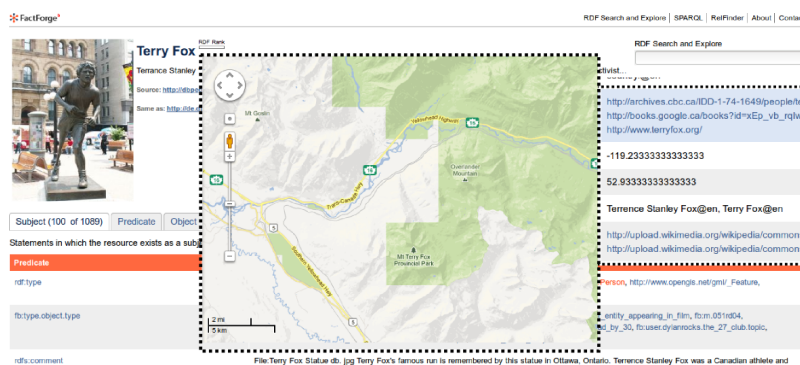 FactForge
RDF Search and Explore | SPARQL | RelFinder | About | Contac
RDF Rank
Terry Fox
RDF Search and Explore
Terrance Stanley
ctivist...
Source: http://dbpe
Same as: http://de.
http://archives.cbc.ca/IDD-1-74-1649/people/te
http://books.google.ca/books?id=xEp_vb_rqIw
http://www.terryfox.org/
-119.23333333333333
52.93333333333333
Terrence Stanley Fox@en, Terry Fox@en
http://upload.wikimedia.org/wikipedia/common
http://upload.wikimedia.org/wikipedia/common
Mt Goslin
Yellowhead Highway
16
Overlander
Mountain
16
16
Trans-Canada Hwy
5
Southern Yellowhead Hwy
Mt Terry Fox
Provincial Park
5
2 mi
5 km
Subject (100 of 1089)
Predicate
Object
Statements in which the resource exists as a subj
Predicate
rdf:type
Person, http://www.opengis.net/gml/_Feature,
fb:type.object.type
_entity_appearing_in_film, fb:m.051rd04,
d_by_30, fb:user.dylanrocks.the_27_club.topic,
rdfs:comment
File:Terry Fox Statue db. jpg Terry Fox's famous run is remembered by this statue in Ottawa, Ontario. Terrence Stanley Fox was a Canadian athlete and